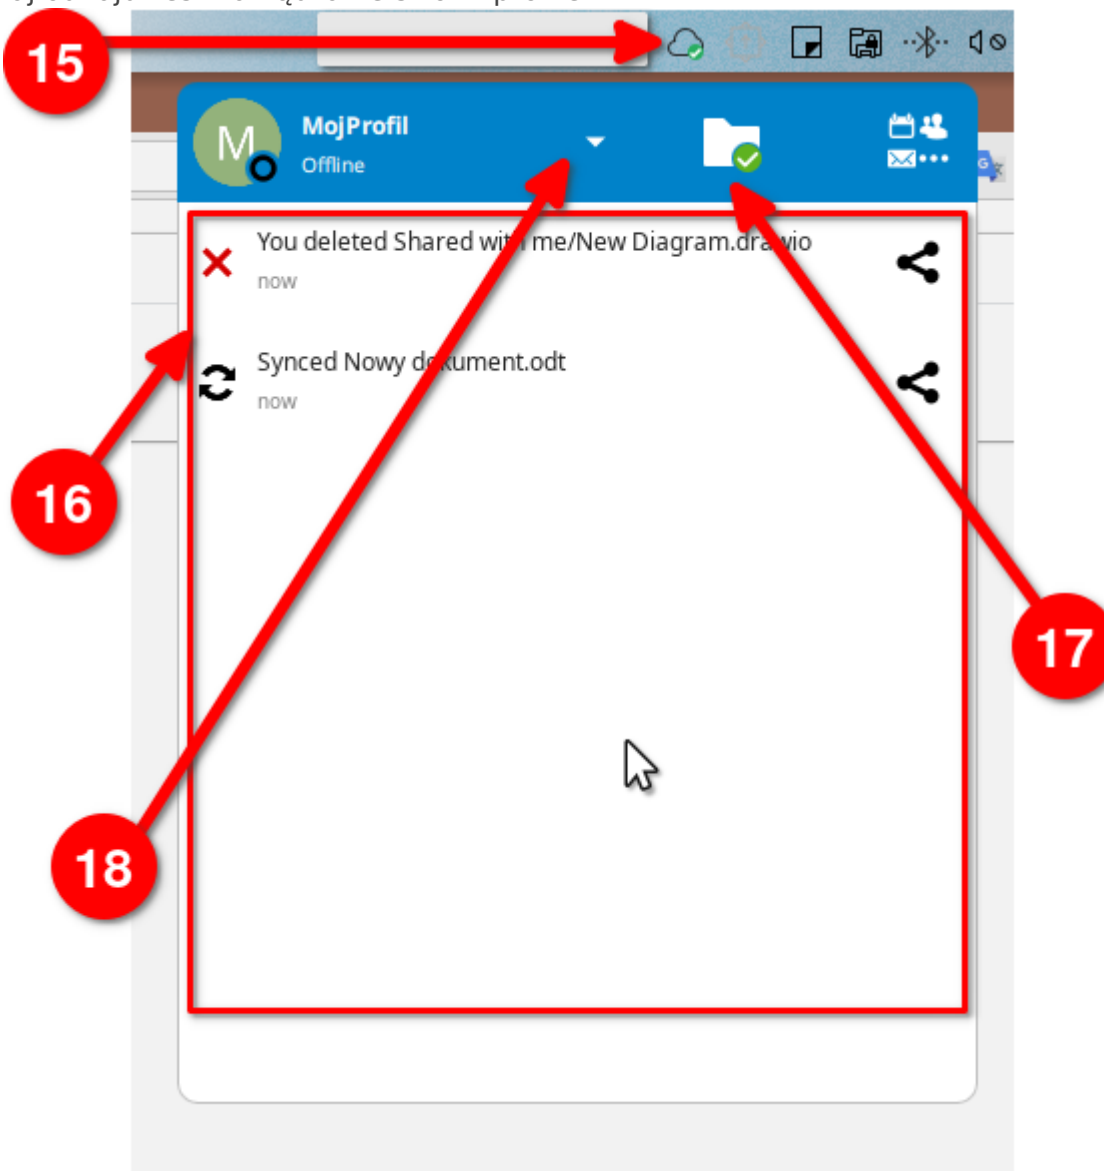 15
MojProfil
Offline
M
You deleted Shared with me/New Diagram.drawio
now
Synced Nowy dokument.odt
now
16
17
18